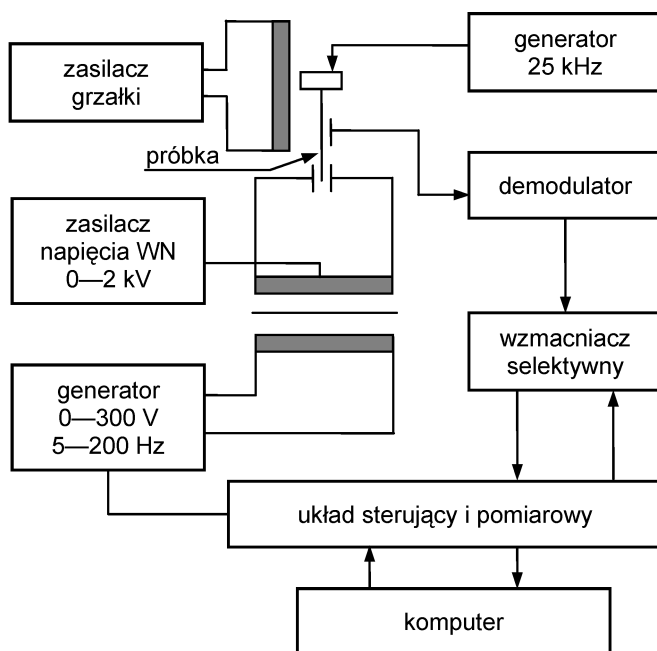 zasilacz
grzałki
generator
25 kHz
próbka
demodulator
zasilacz
napięcia WN
0—2 kV
wzmacniacz
selektywny
generator
0—300 V
5—200 Hz
układ sterujący i pomiarowy
komputer